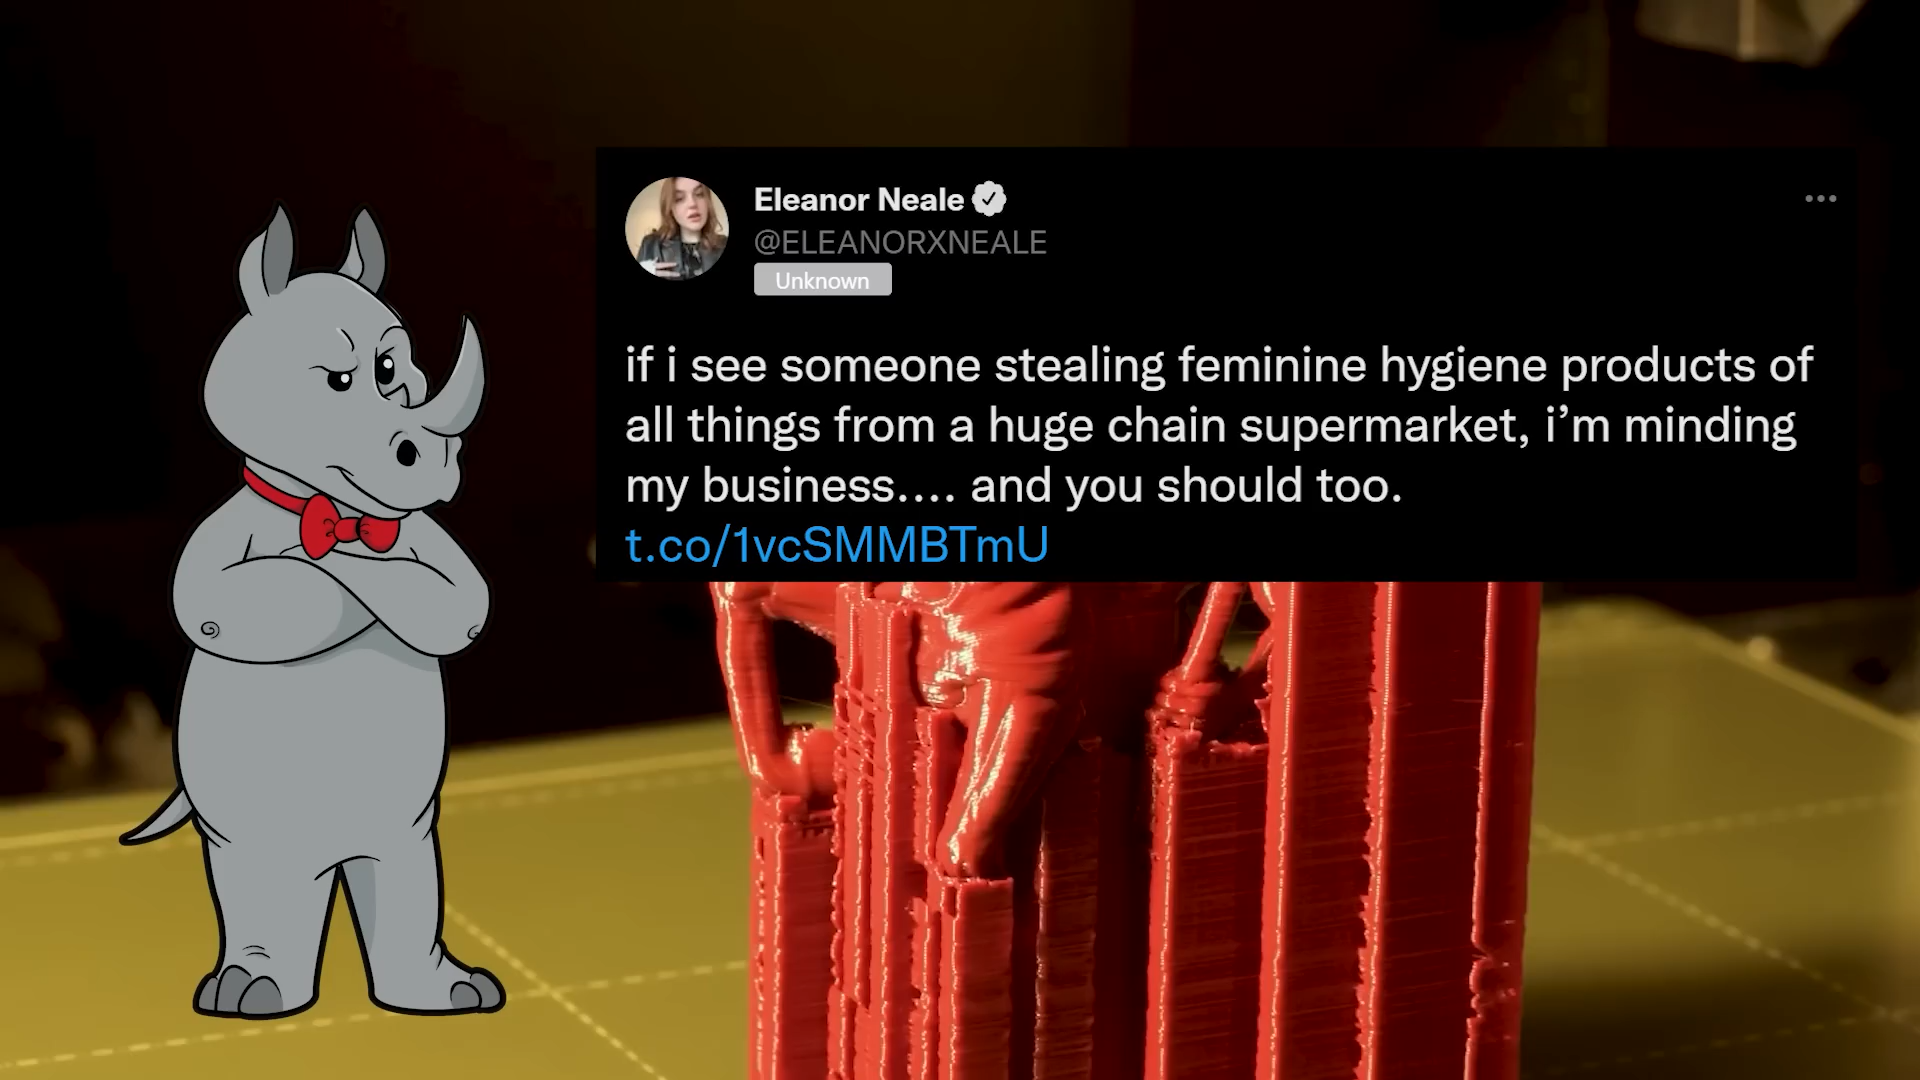 Eleanor Neale
@ELEANORXNEALE
Unknown
if i see someone stealing feminine hygiene products of
all things from a huge chain supermarket, i’m minding
my business.... and you should too.
t.co/1vcSMMBTmU